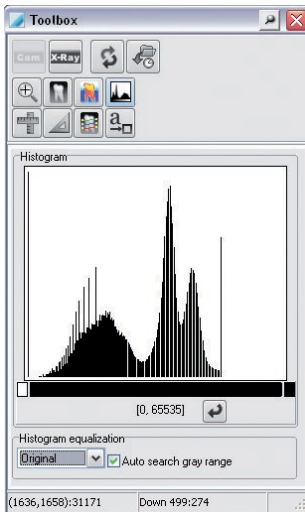 Toolbox
Cam X-Ray
a
Histogram
[0, 65535]
Histogram equalization
Original Auto search gray range
(1636,1658):31171 Down 499:274